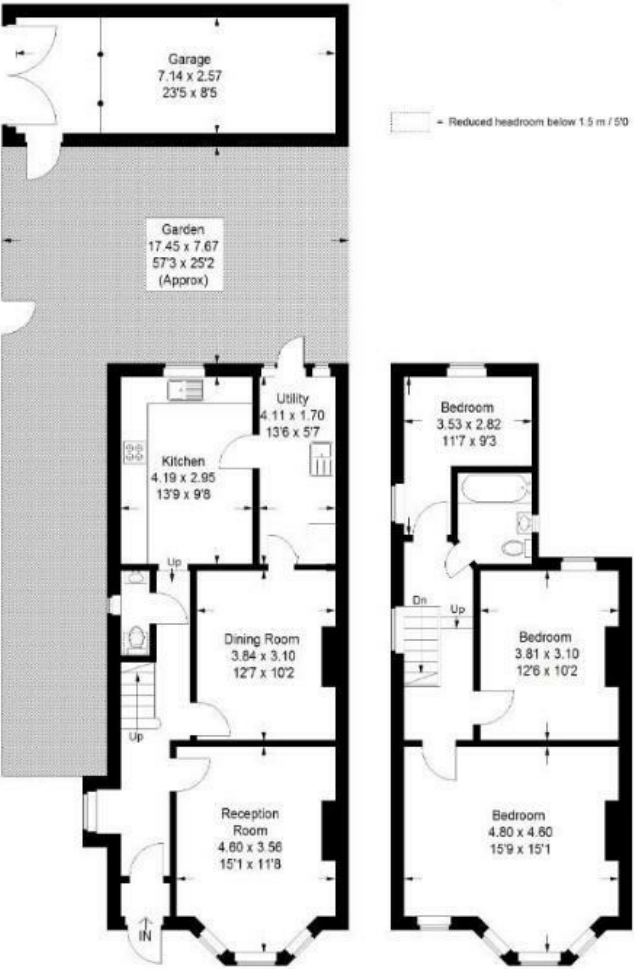 Garage
7.14 x 2.57
23'5 x 8'5
= Reduced headroom below 1.5 m / 5'0
Garden
17.45 x 7.67
57'3 x 25'2
(Approx)
Utility
4.11 x 1.70
13'6 x 5'7
Kitchen
4.19 x 2.95
13'9 x 9'8
Up
Dining Room
3.84 x 3.10
12'7 x 10'2
Up
Reception
Room
4.60 x 3.56
15'1 x 11'8
IN
Bedroom
3.53 x 2.82
11'7 x 9'3
Dn
Up
Bedroom
3.81 x 3.10
12'6 x 10'2
Bedroom
4.80 x 4.60
15'9 x 15'1